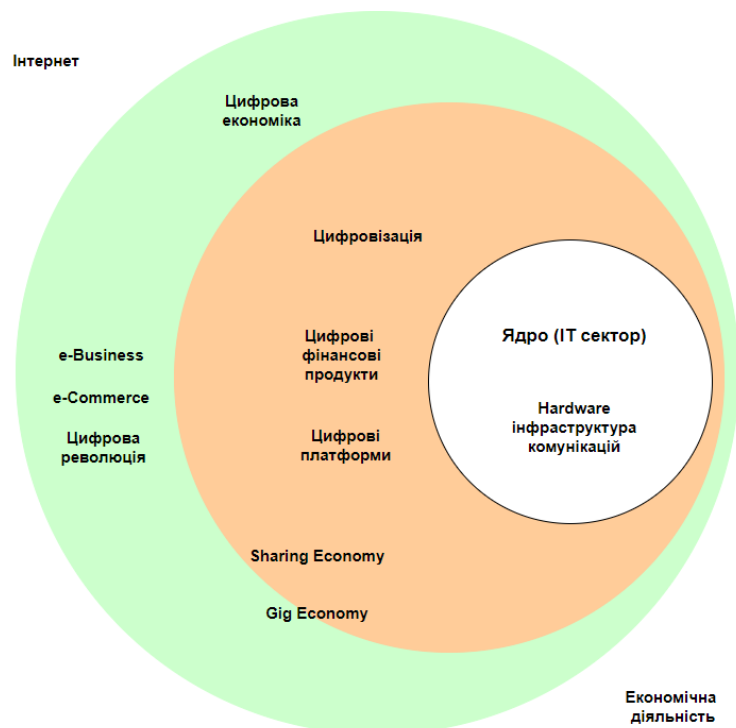 Інтернет
Цифрова
економіка
Цифровізація
Ядро (ІТ сектор)
Цифрові
фінансові
продукти
e-Business
e-Commerce
Hardware
інфраструктура
комунікацій
Цифрова
революція
Цифрові
платформи
Sharing Economy
Gig Economy
Економічна
діяльність